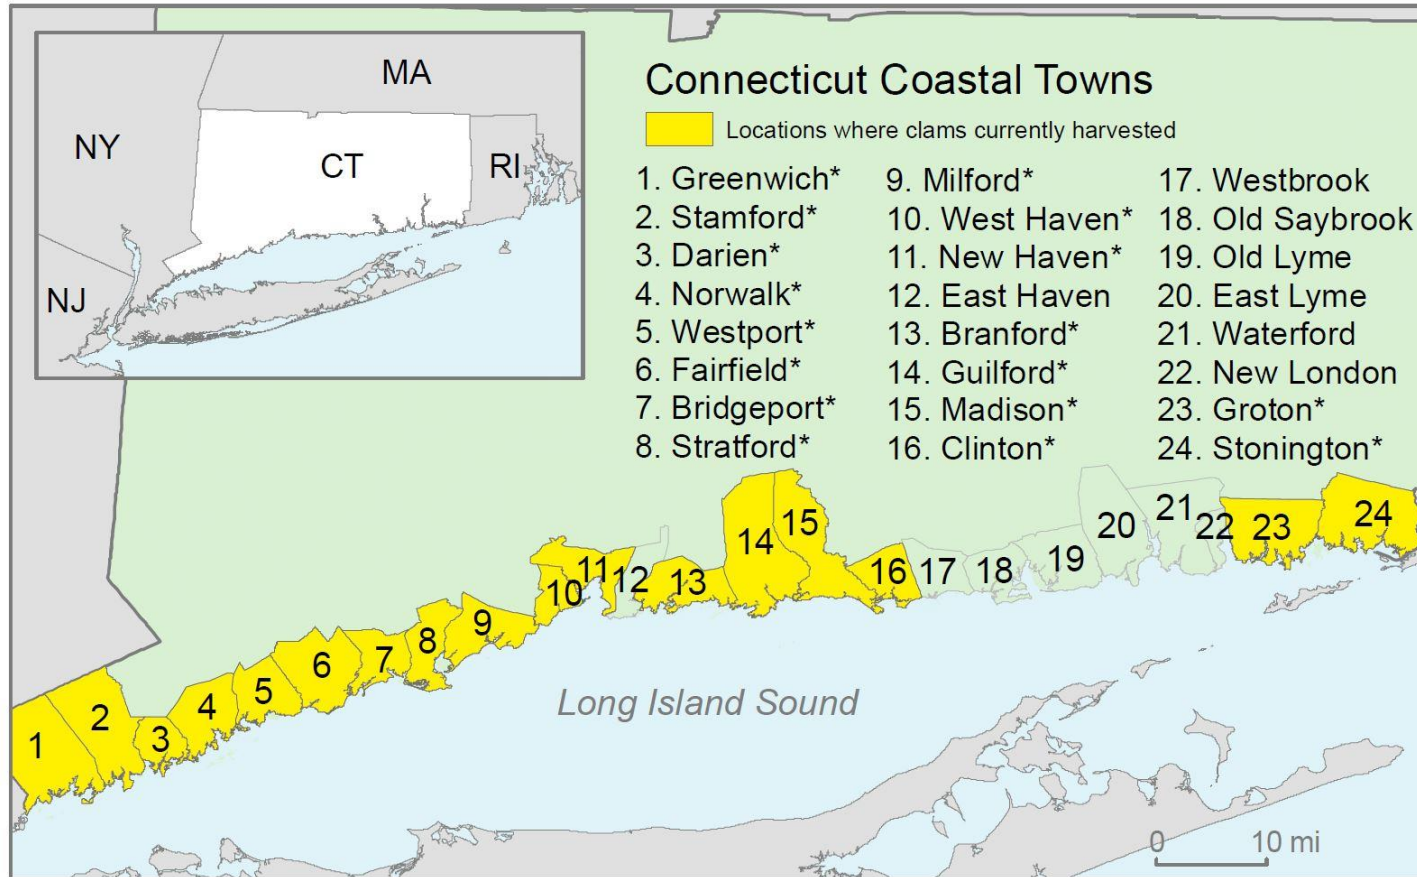 MA
NY
CT
RI
NJ
Connecticut Coastal Towns
Locations where clams currently harvested
1. Greenwich*
2. Stamford*
3. Darien*
4. Norwalk*
5. Westport*
6. Fairfield*
7. Bridgeport*
8. Stratford*
9. Milford*
10. West Haven*
11. New Haven*
12. East Haven
13. Branford*
14. Guilford*
15. Madison*
16. Clinton*
17. Westbrook
18. Old Saybrook
19. Old Lyme
20. East Lyme
21. Waterford
22. New London
23. Groton*
24. Stonington*
1
2
3
4
5
6
7
8
9
10
11
12
13
14
15
16
17
18
19
20
21
22
23
24
Long Island Sound
0 10 mi